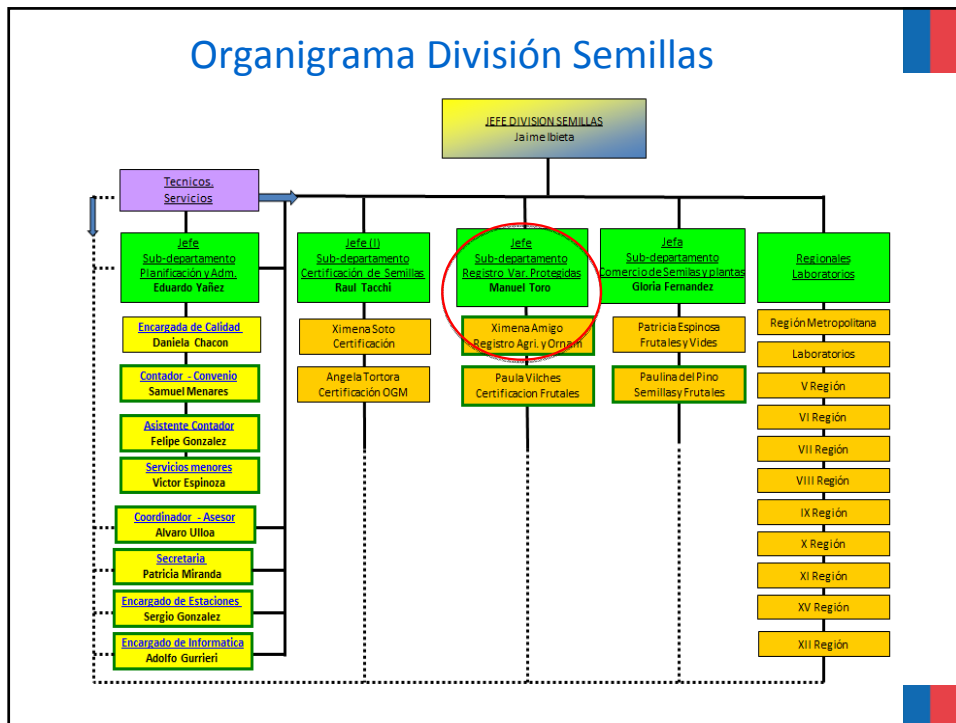 Organigrama División Semillas
JEFE DIVISION SEMILLAS
Jaime Ibieta
Tecnicos.
Servicios
Jefe
Sub-departamento
Planificación y Adm.
Eduardo Yañez
Jefe (I)
Sub-departamento
Certificación de Semillas
Raul Tacchi
Jefe
Sub-departamento
Registro Var. Protegidas
Manuel Toro
Jefa
Sub-departamento
Comercio de Semilas y plantas
Gloria Fernandez
Regionales
Laboratorios
Encargada de Calidad
Daniela Chacon
Contador - Convenio
Samuel Menares
Asistente Contador
Felipe Gonzalez
Servicios menores
Victor Espinoza
Coordinador - Asesor
Alvaro Ulloa
Secretaria
Patricia Miranda
Encargado de Estaciones
Sergio Gonzalez
Encargado de Informatica
Adolfo Gurrieri
Ximena Soto
Certificación
Angela Tortora
Certificación OGM
Ximena Amigo
Registro Agri. y Ornam
Paula Vilches
Certificacion Frutales
Patricia Espinosa
Frutales y Vides
Paulina del Pino
Semillas y Frutales
Región Metropolitana
Laboratorios
V Región
VI Región
VII Región
VIII Región
IX Región
X Región
XI Región
XV Región
XII Región